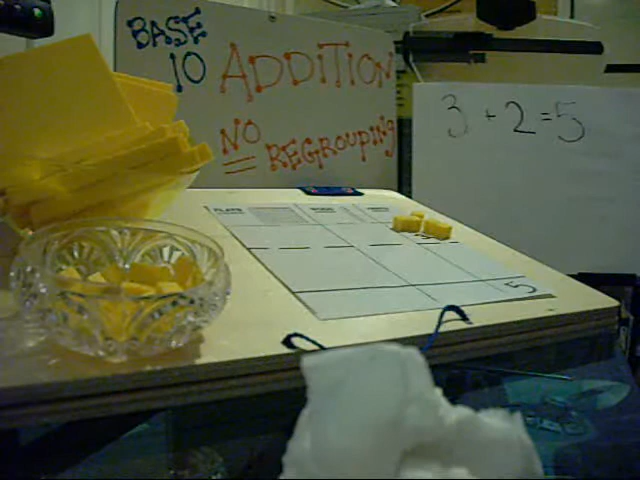 BASE
10 ADDITION
NO
REGROUPING
3 + 2 = 5
5